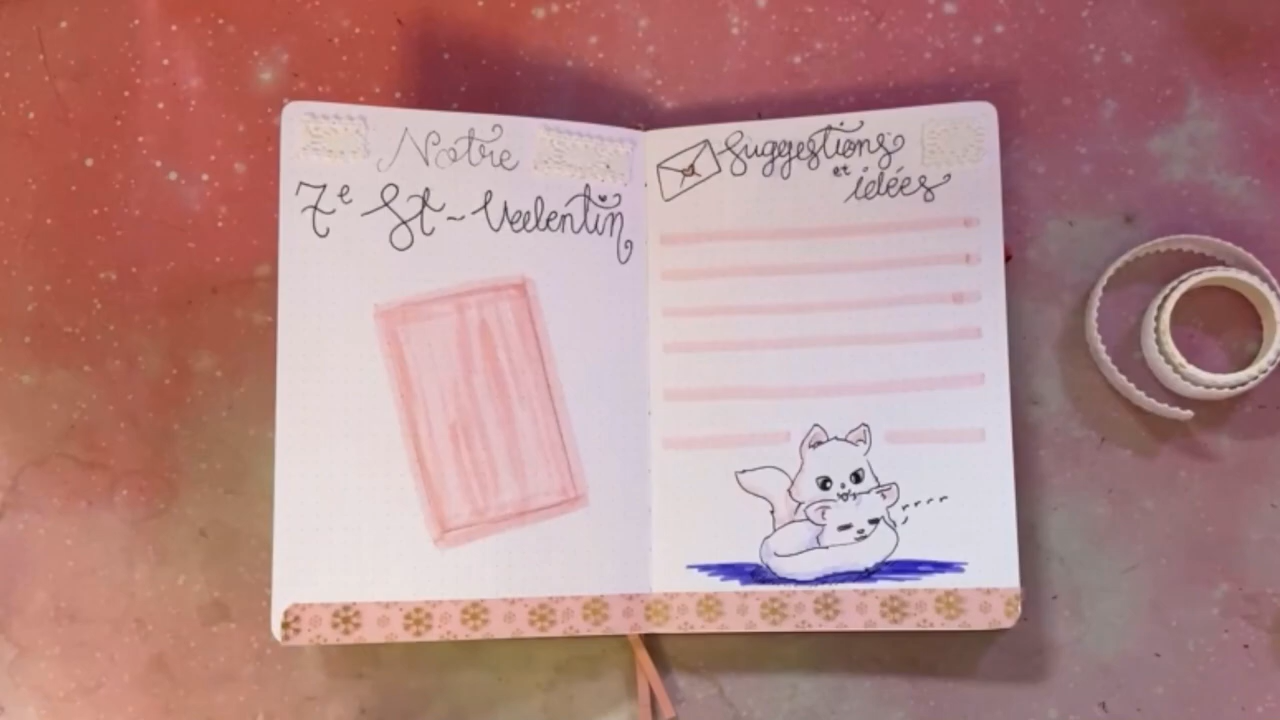 Notre
7e St-Valentin
Suggestions
et
idées